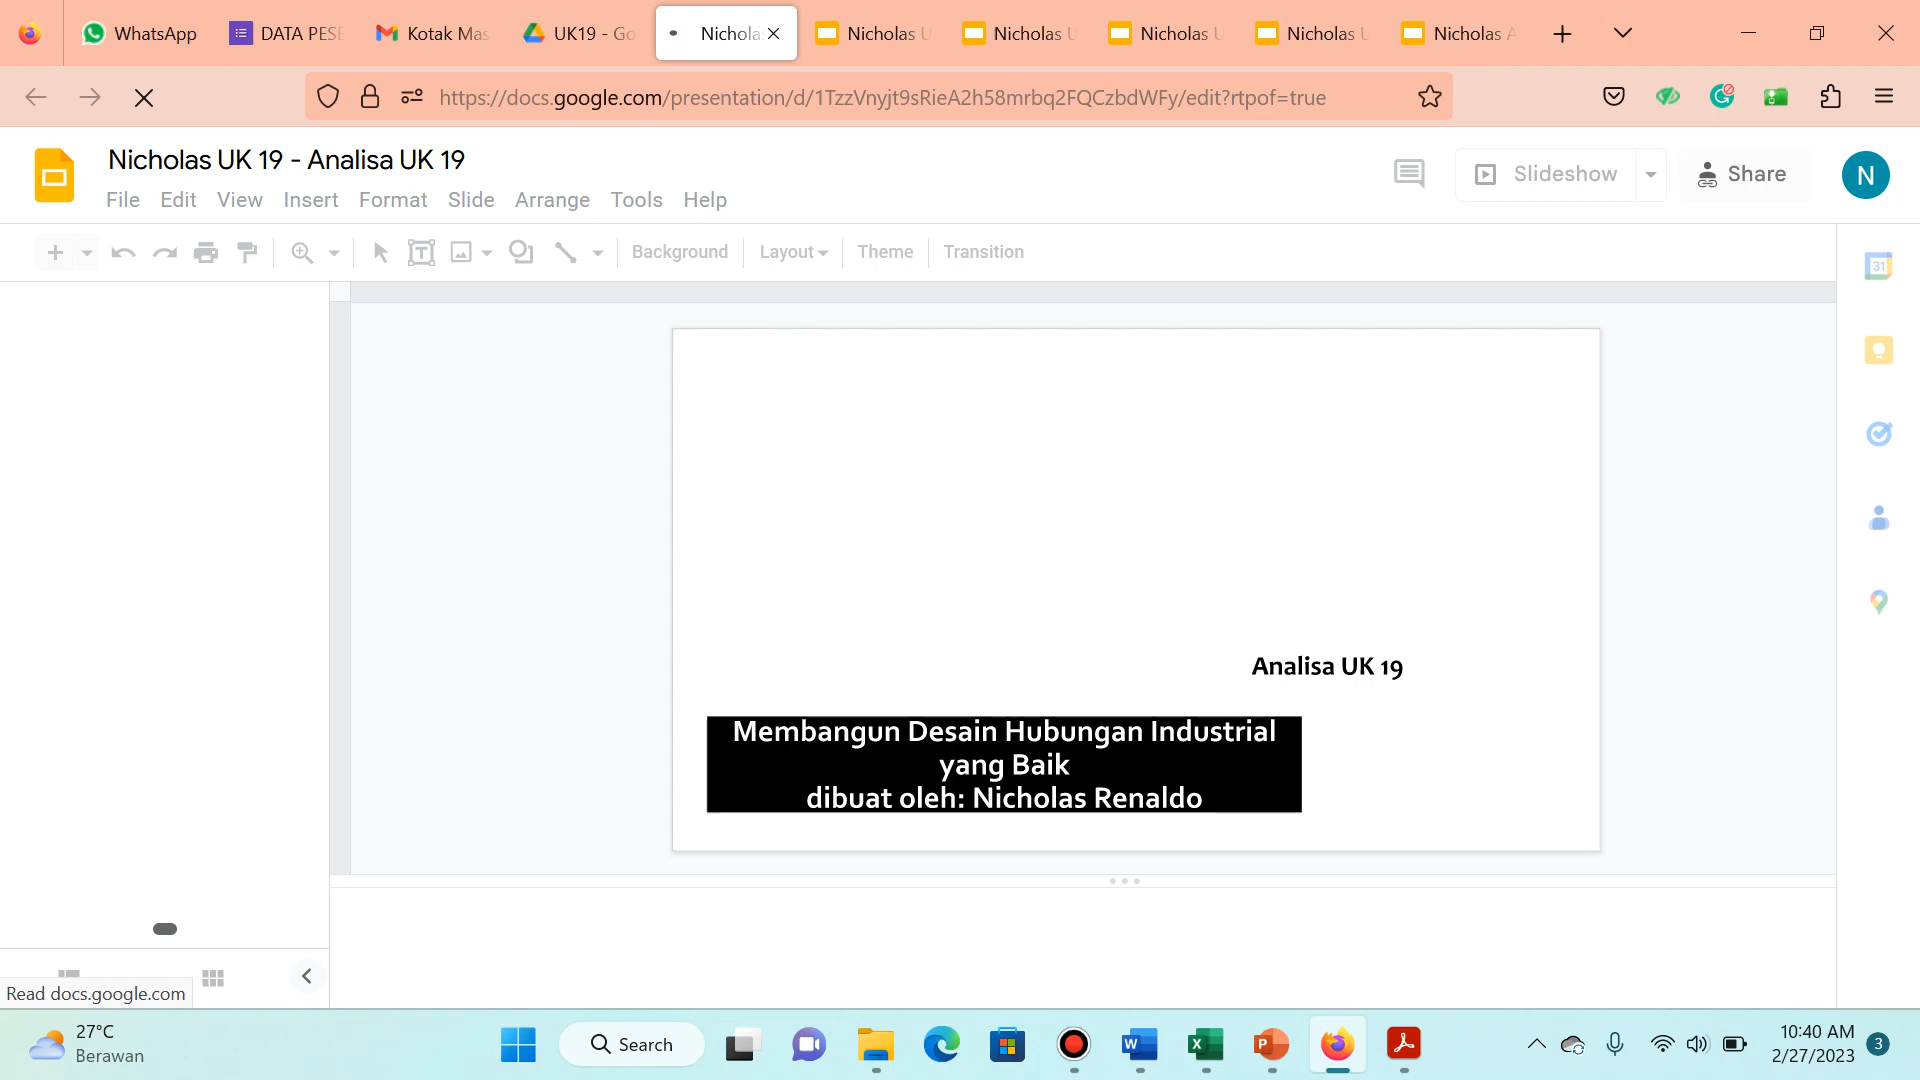 WhatsApp
DATA PESE
Kotak Mas
UK19 - Go
Nichola
Nicholas U
Nicholas U
Nicholas U
Nicholas U
Nicholas A
https://docs.google.com/presentation/d/1TzzVnyjt9sRieA2h58mrbq2FQCzbdWFy/edit?rtpof=true
Nicholas UK 19 - Analisa UK 19
File Edit View Insert Format Slide Arrange Tools Help
Slideshow
Share
N
Background
Layout
Theme
Transition
31
Analisa UK 19
Membangun Desain Hubungan Industrial
yang Baik
dibuat oleh: Nicholas Renaldo
Read docs.google.com
27°C
Berawan
Search
10:40 AM
2/27/2023
3